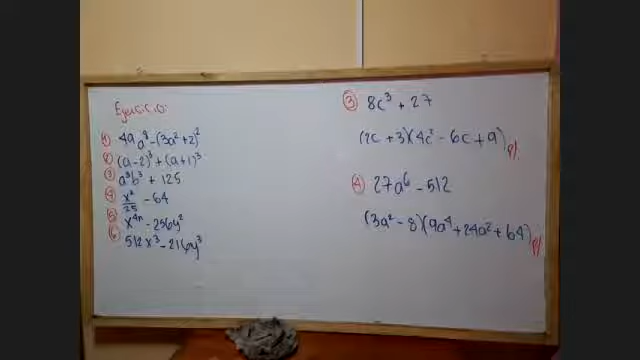 Ejercicio:
① 49a⁸-(3a²+2)²
② (a-2)³+(a+1)³
③ a³b³ + 125
④ x²/25 - 64
⑤ x⁴ⁿ - 256y²
⑥ 512x³-216y³
③ 8c³ + 27
(2c + 3)(4c² - 6c + 9)
④ 27a⁶ - 512
(3a² - 8)(9a⁴ + 24a² + 64)